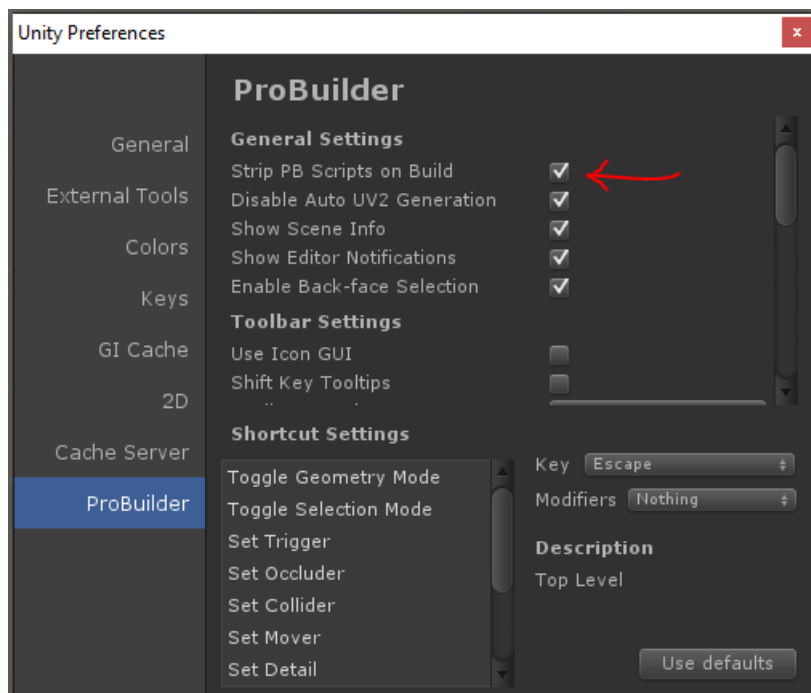 Unity Preferences
x
ProBuilder
General
External Tools
Colors
Keys
GI Cache
2D
Cache Server
ProBuilder
General Settings
Strip PB Scripts on Build
Disable Auto UV2 Generation
Show Scene Info
Show Editor Notifications
Enable Back-face Selection
Toolbar Settings
Use Icon GUI
Shift Key Tooltips
Shortcut Settings
Toggle Geometry Mode
Toggle Selection Mode
Set Trigger
Set Occluder
Set Collider
Set Mover
Set Detail
Key Escape
Modifiers Nothing
Description
Top Level
Use defaults